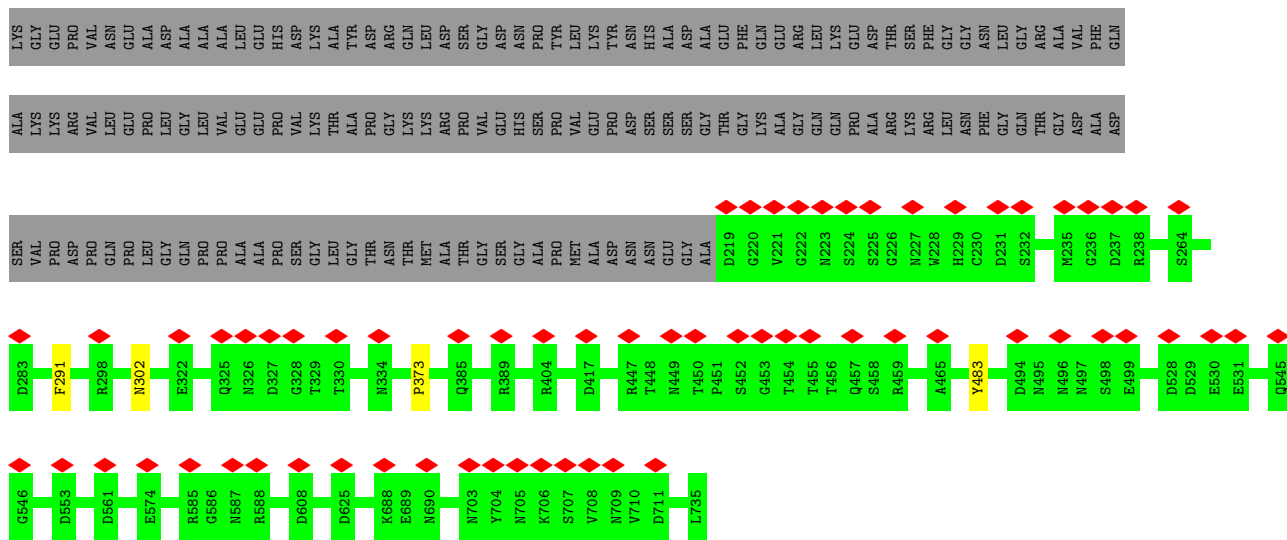 LYS GLY GLU PRO VAL ASN GLU ALA ASP ALA ALA ALA LEU GLU HIS ASP LYS ALA TYR ASP ARG GLN LEU ASP SER GLY ASP ASN PRO TYR LEU LYS TYR ASN HIS ALA ASP ALA GLU PHE GLN GLU ARG LEU LYS GLU ASP THR SER PHE GLY GLY ASN LEU GLY ARG ALA VAL PHE GLN
ALA LYS LYS ARG VAL LEU GLU PRO LEU GLY LEU VAL GLU GLU PRO VAL LYS THR ALA PRO GLY LYS LYS ARG PRO VAL GLU HIS SER PRO VAL GLU PRO ASP SER SER SER GLY THR GLY LYS ALA GLY GLN GLN PRO ALA ARG LYS ARG LEU ASN PHE GLY GLN THR GLY ASP ALA ASP
SER VAL PRO ASP PRO GLN PRO LEU GLY GLN PRO PRO ALA ALA PRO SER GLY LEU GLY THR ASN THR MET ALA THR GLY SER GLY ALA PRO MET ALA ASP ASN ASN GLU GLY ALA D219 G220 V221 G222 N223 S224 S225 G226 N227 W228 H229 C230 D231 S232 M235 G236 D237 R238 S264
D283 F291 R298 N302 E322 Q325 N326 D327 G328 T329 T330 N334 P373 Q385 R389 R404 D417 R447 T448 N449 T450 P451 S452 G453 T454 T455 T456 Q457 S458 R459 A465 Y483 D494 N495 N496 N497 S498 E499 D528 D529 E530 E531 Q545
G546 D553 D561 E574 R585 G586 N587 R588 D608 D625 K688 E689 N690 N703 Y704 N705 K706 S707 V708 N709 V710 D711 L735